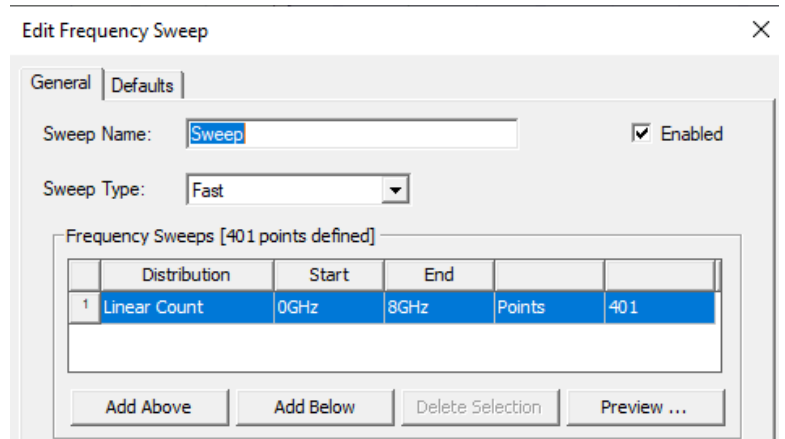 Edit Frequency Sweep
General Defaults
Sweep Name: Sweep Enabled
Sweep Type: Fast
Frequency Sweeps [401 points defined]
Distribution Start End
1 Linear Count 0GHz 8GHz Points 401
Add Above Add Below Delete Selection Preview ...